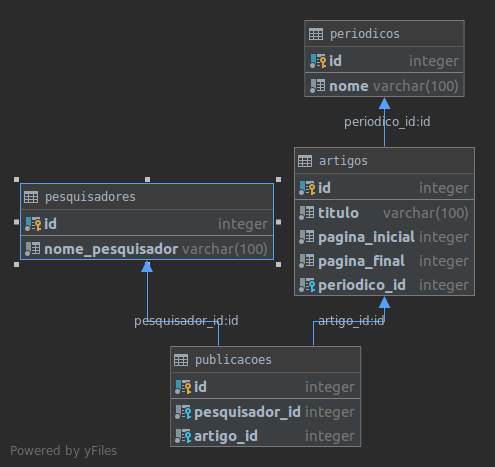 periodicos
id integer
nome varchar(100)
periodico_id:id
artigos
id integer
titulo varchar(100)
pagina_inicial integer
pagina_final integer
periodico_id integer
pesquisadores
id integer
nome_pesquisador varchar(100)
pesquisador_id:id
artigo_id:id
publicacoes
id integer
pesquisador_id integer
artigo_id integer
Powered by yFiles